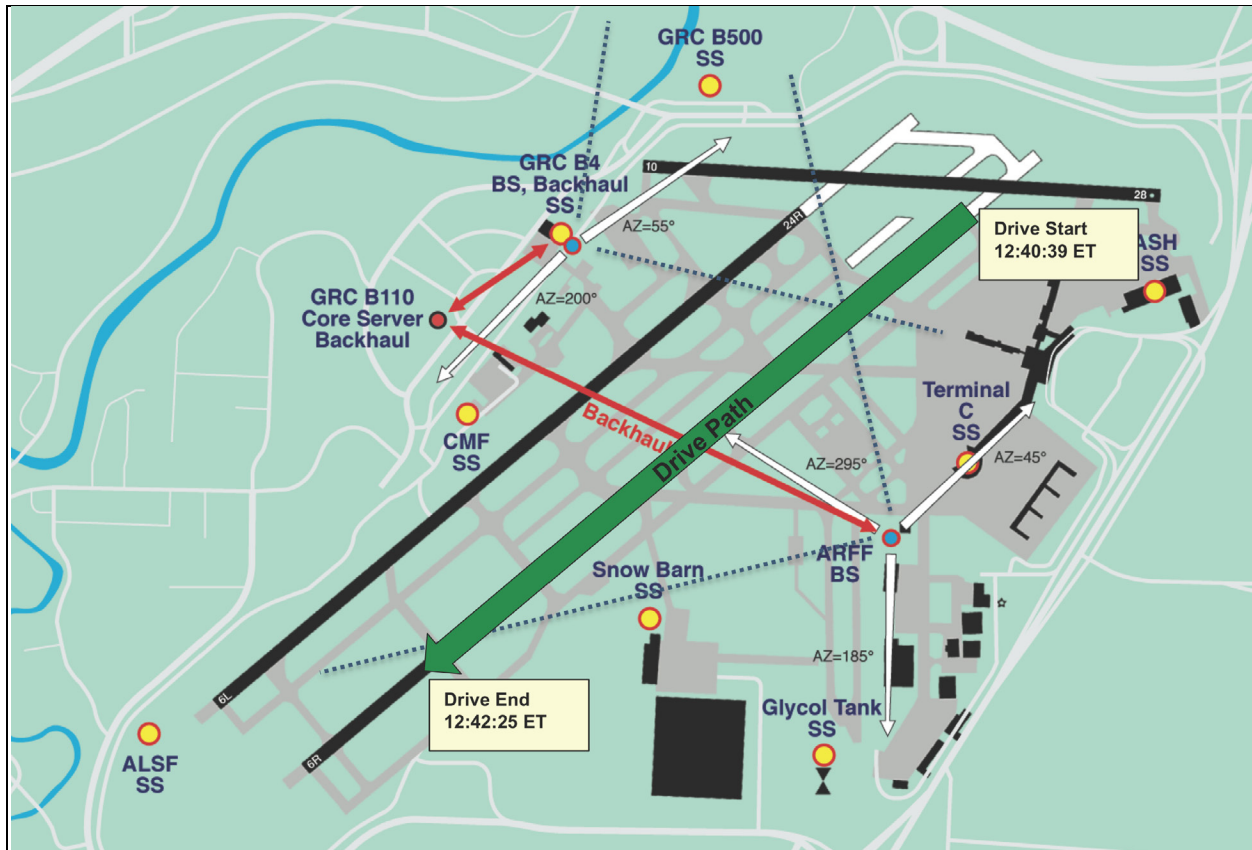 GRC B500
SS
GRC B4
BS, Backhaul
SS
10
28
24R
AZ=55°
Drive Start
12:40:39 ET
ASH
SS
GRC B110
Core Server
Backhaul
AZ=200°
Terminal
C
SS
CMF
SS
Backhaul
Drive Path
AZ=295°
AZ=45°
ARFF
BS
Snow Barn
SS
AZ=185°
6L
Drive End
12:42:25 ET
Glycol Tank
SS
ALSF
SS
6R